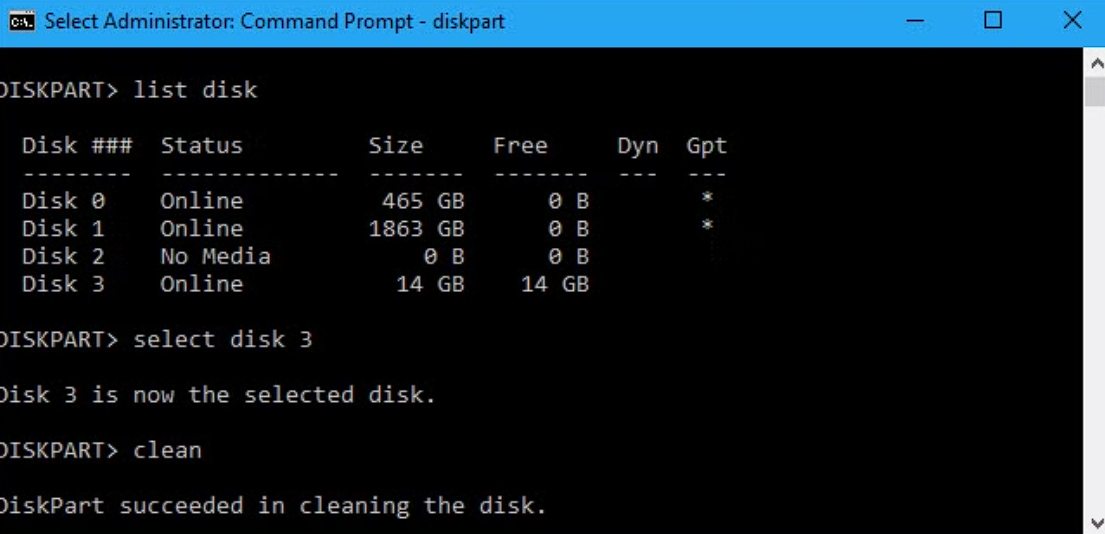 Select Administrator: Command Prompt - diskpart
DISKPART> list disk
Disk ### Status Size Free Dyn Gpt
-------- ------------- ------- ------- --- ---
Disk 0 Online 465 GB 0 B *
Disk 1 Online 1863 GB 0 B *
Disk 2 No Media 0 B 0 B
Disk 3 Online 14 GB 14 GB
DISKPART> select disk 3
Disk 3 is now the selected disk.
DISKPART> clean
DiskPart succeeded in cleaning the disk.